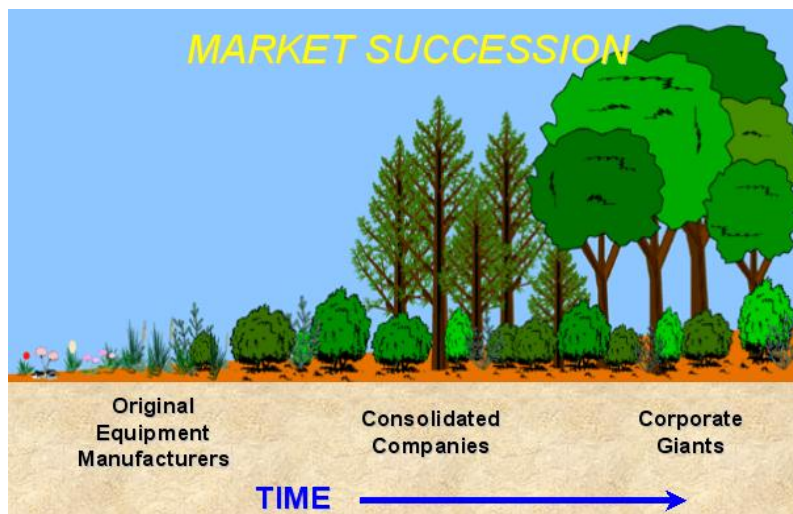 MARKET SUCCESSION
Original
Equipment
Manufacturers
Consolidated
Companies
Corporate
Giants
TIME